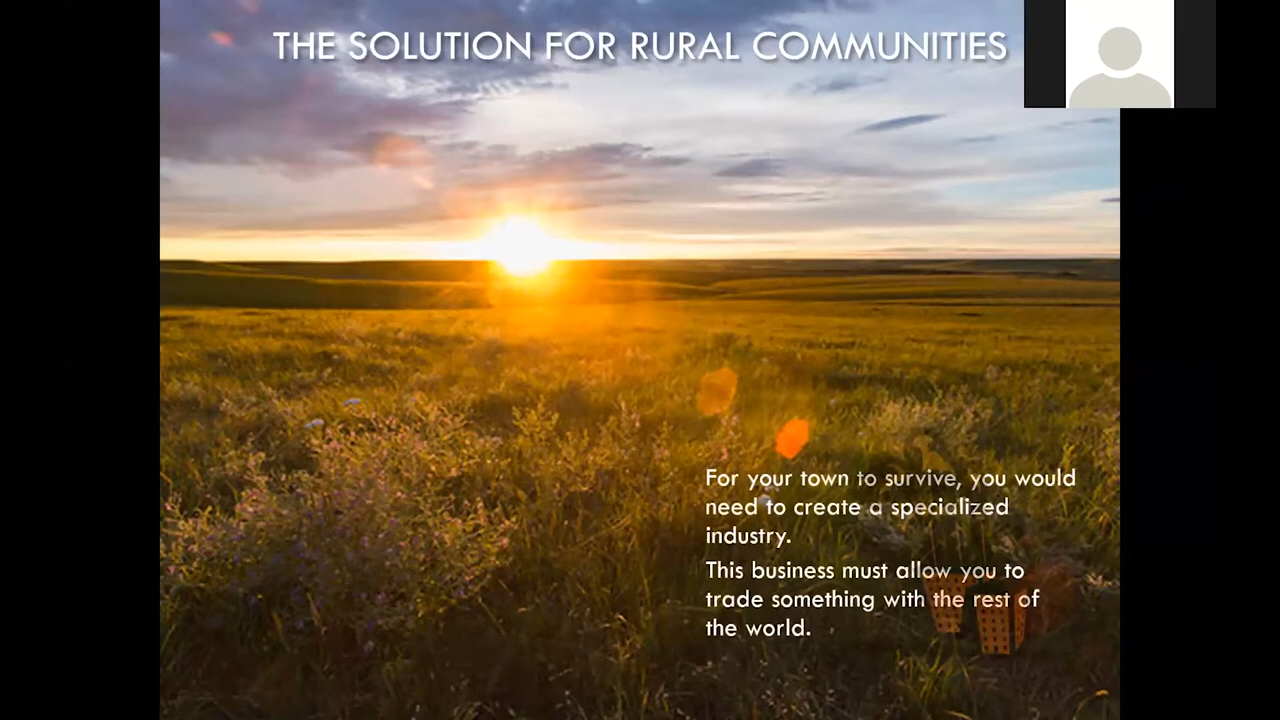 THE SOLUTION FOR RURAL COMMUNITIES
For your town to survive, you would
need to create a specialized
industry.
This business must allow you to
trade something with the rest of
the world.